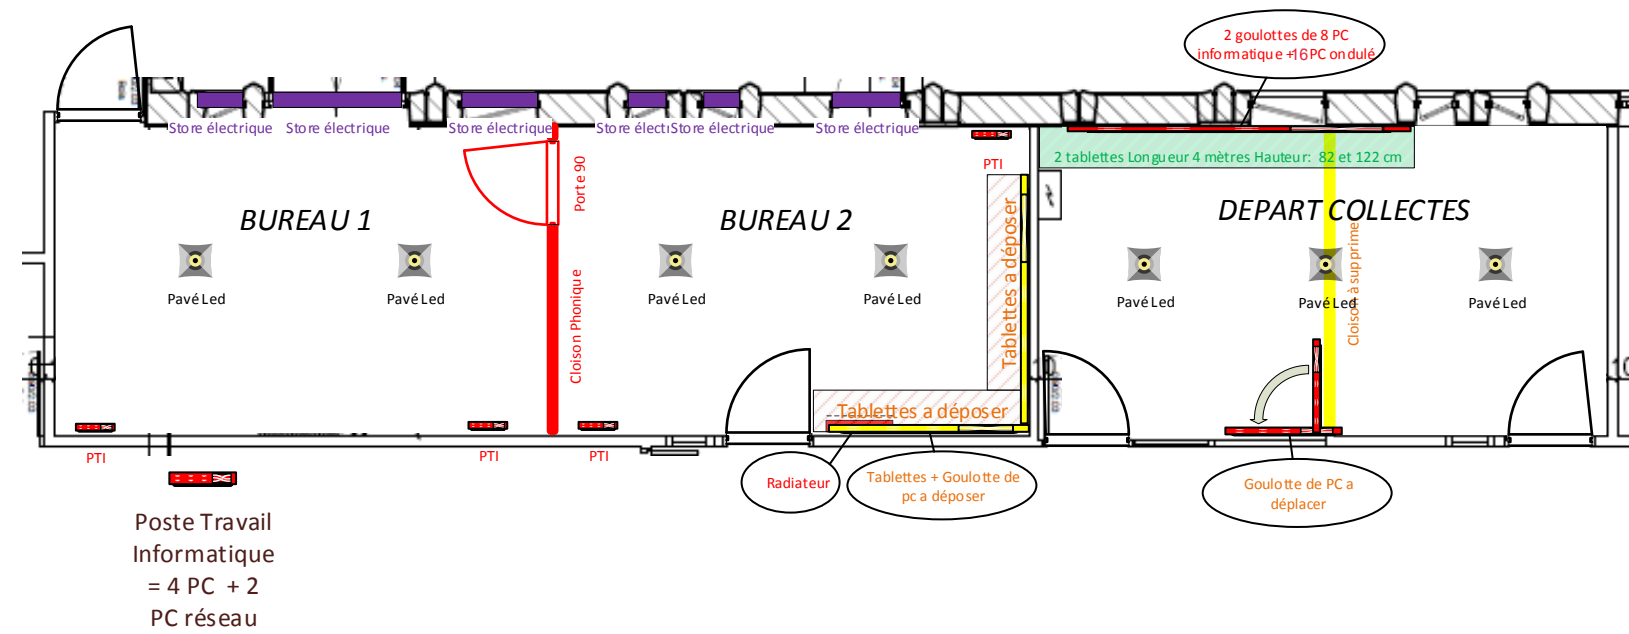 2 goulottes de 8 PC
informatique +16 PC ondulé
Store électrique
Store électrique
Store électrique
Store électri
Store électrique
Store électrique
PTI
2 tablettes Longueur 4 mètres Hauteur: 82 et 122 cm
Porte 90
BUREAU 1
BUREAU 2
DEPART COLLECTES
Tablettes a déposer
Cloison à supprime
Pavé Led
Pavé Led
Pavé Led
Pavé Led
Pavé Led
Pavé Led
Pavé Led
Cloison Phonique
Tablettes a déposer
PTI
PTI
PTI
Radiateur
Tablettes + Goulotte de
pc a déposer
Goulotte de PC a
déplacer
Poste Travail
Informatique
= 4 PC + 2
PC réseau